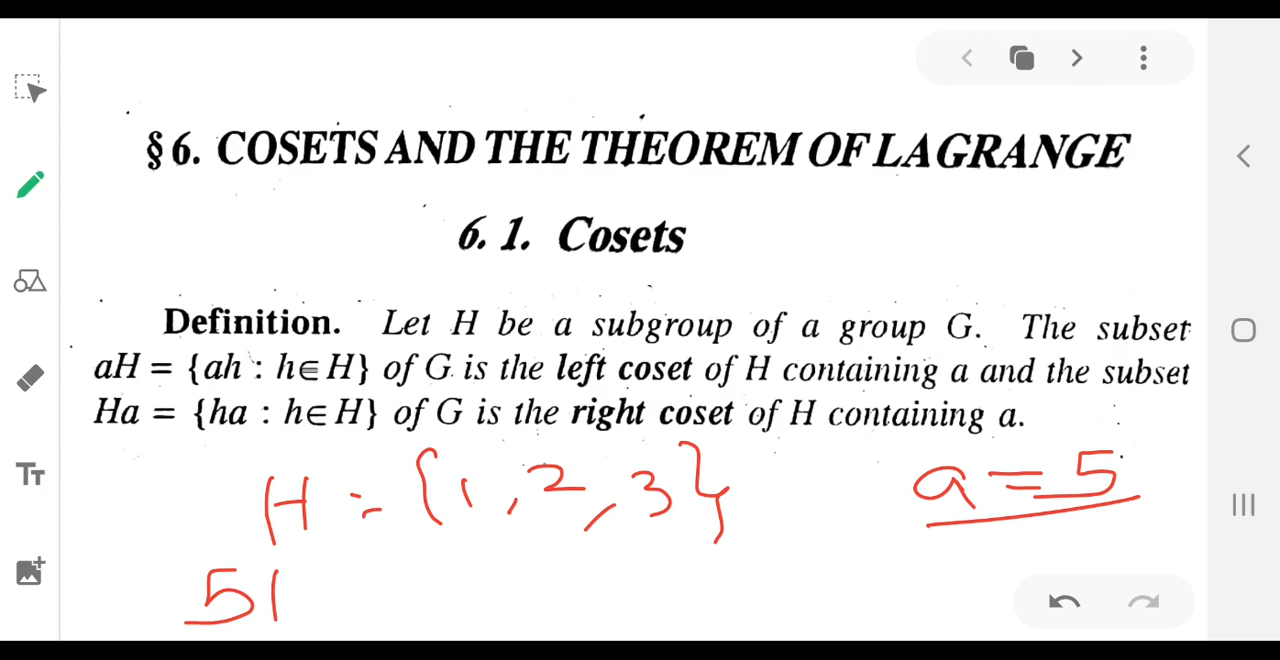 § 6. COSETS AND THE THEOREM OF LAGRANGE
6. 1. Cosets
Definition. Let H be a subgroup of a group G. The subset
aH = {ah : h∈H} of G is the left coset of H containing a and the subset
Ha = {ha : h∈H} of G is the right coset of H containing a.
H = {1, 2, 3} a = 5
5
Tт